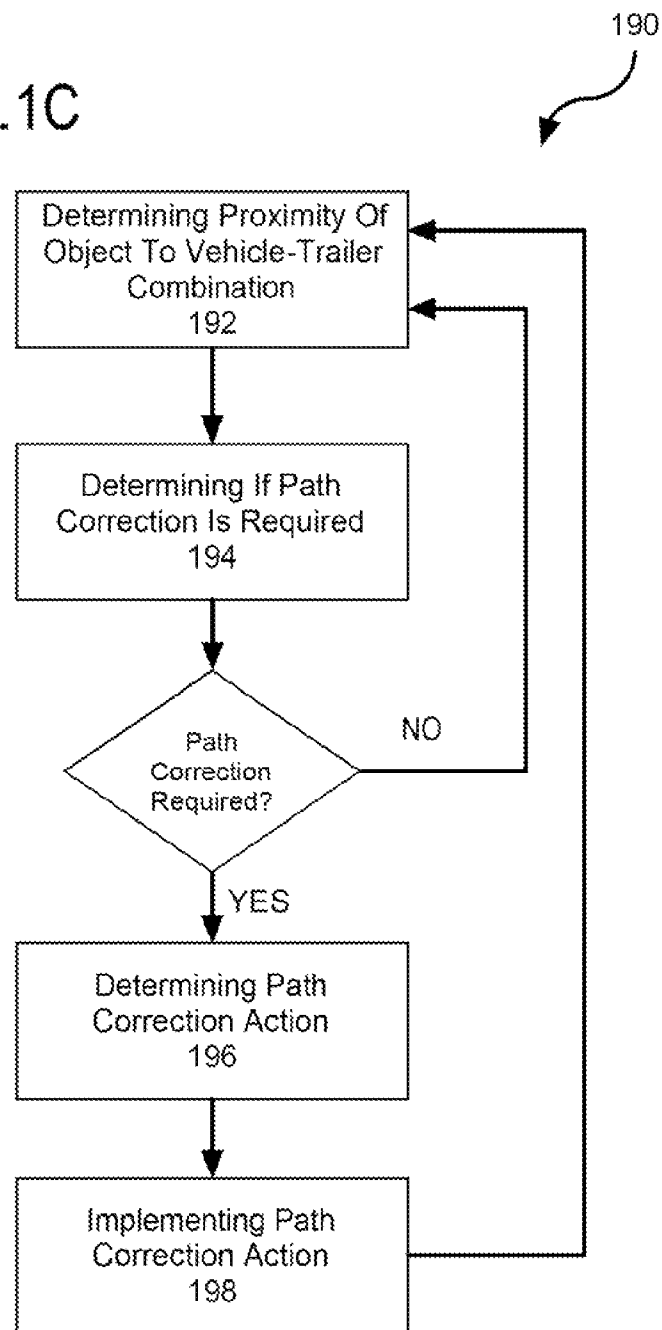 190
.1C
Determining Proximity Of
Object To Vehicle-Trailer
Combination
192
Determining If Path
Correction Is Required
194
Path
Correction
Required?
NO
YES
Determining Path
Correction Action
196
Implementing Path
Correction Action
198